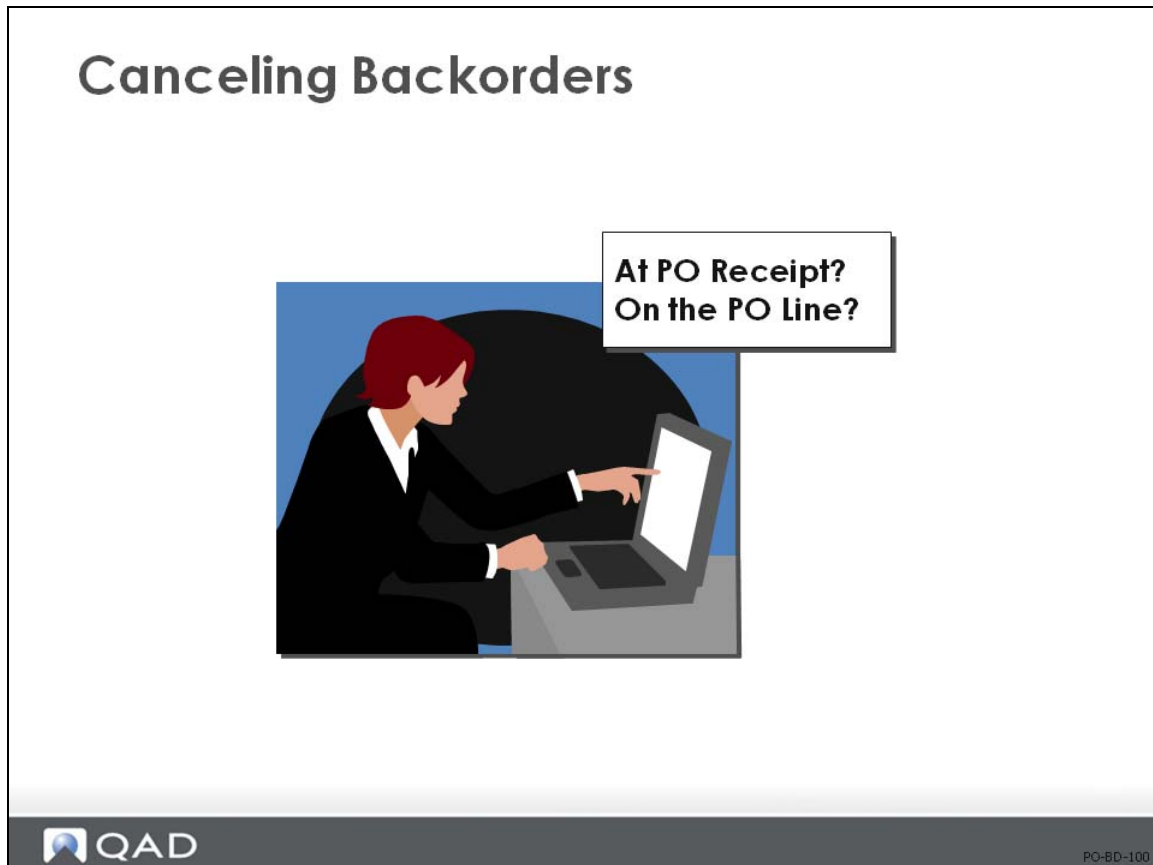 Canceling Backorders
At PO Receipt?
On the PO Line?
QAD
PO-BD-100